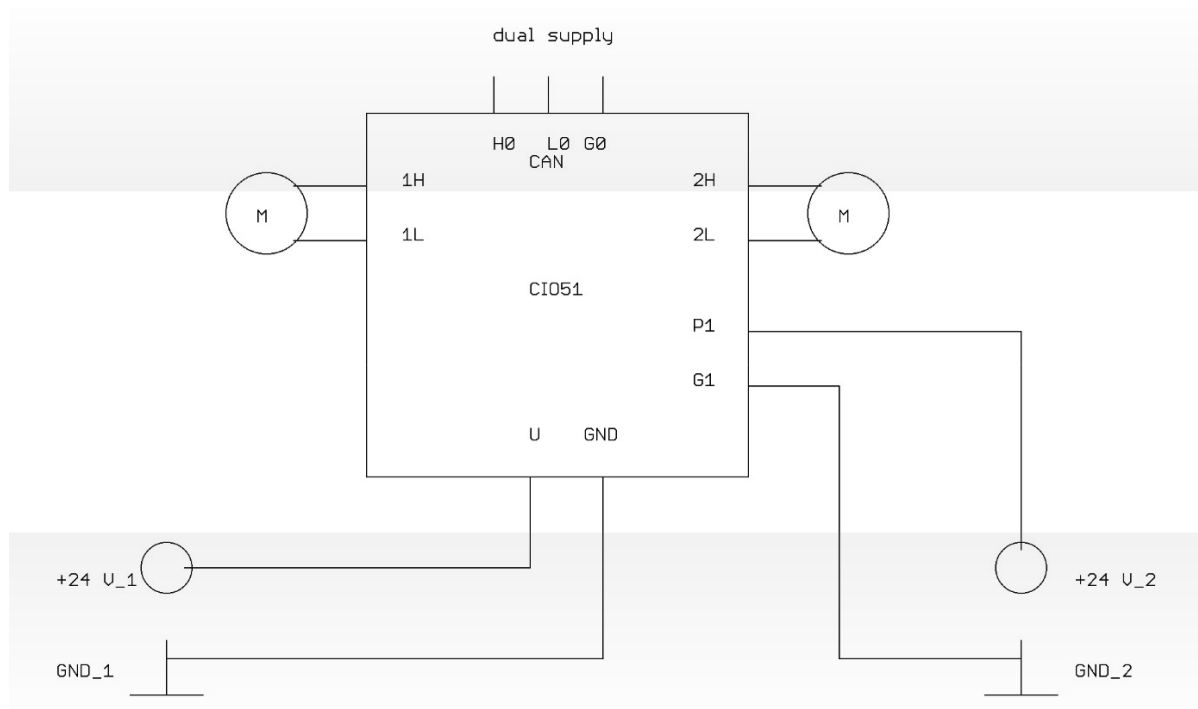 dual supply
H0 L0 G0
CAN
1H 2H
M M
1L 2L
CIO51
P1
G1
U GND
+24 V_1 +24 V_2
GND_1 GND_2